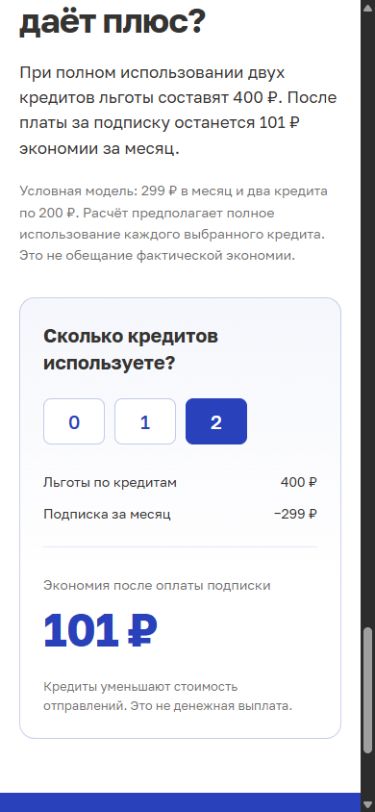 даёт плюс?
При полном использовании двух
кредитов льготы составят 400 ₽. После
платы за подписку останется 101 ₽
экономии за месяц.
Условная модель: 299 ₽ в месяц и два кредита
по 200 ₽. Расчёт предполагает полное
использование каждого выбранного кредита.
Это не обещание фактической экономии.
Сколько кредитов
используете?
0 1 2
Льготы по кредитам 400 ₽
Подписка за месяц −299 ₽
Экономия после оплаты подписки
101 ₽
Кредиты уменьшают стоимость
отправлений. Это не денежная выплата.